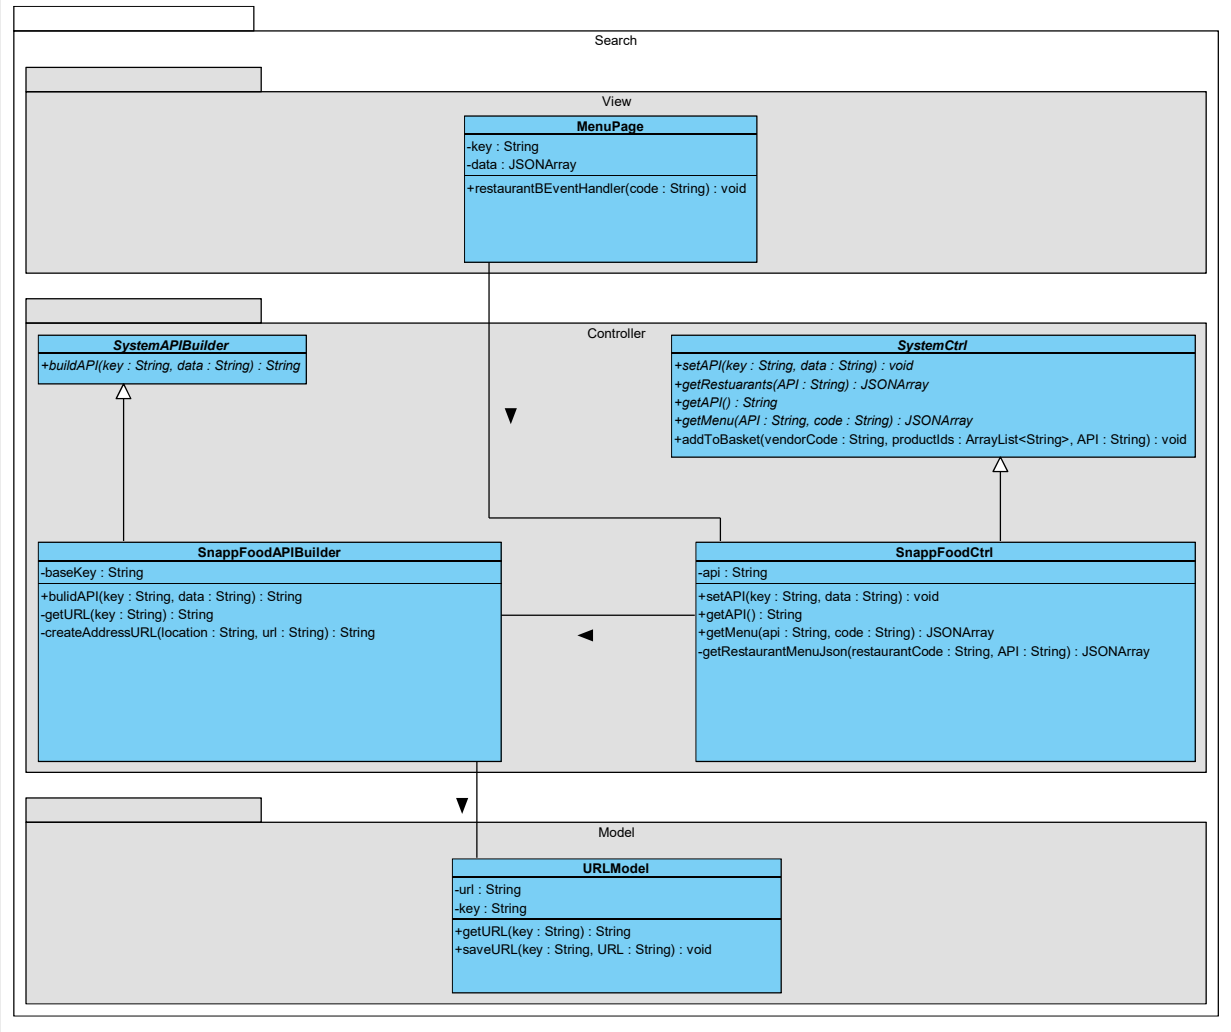 Search
View
MenuPage
-key : String
-data : JSONArray
+restaurantBEventHandler(code : String) : void
Controller
SystemAPIBuilder
+buildAPI(key : String, data : String) : String
SystemCtrl
+setAPI(key : String, data : String) : void
+getRestuarants(API : String) : JSONArray
+getAPI() : String
+getMenu(API : String, code : String) : JSONArray
+addToBasket(vendorCode : String, productIds : ArrayList<String>, API : String) : void
SnappFoodAPIBuilder
-baseKey : String
+bulidAPI(key : String, data : String) : String
-getURL(key : String) : String
-createAddressURL(location : String, url : String) : String
SnappFoodCtrl
-api : String
+setAPI(key : String, data : String) : void
+getAPI() : String
+getMenu(api : String, code : String) : JSONArray
-getRestaurantMenuJson(restaurantCode : String, API : String) : JSONArray
Model
URLModel
-url : String
-key : String
+getURL(key : String) : String
+saveURL(key : String, URL : String) : void